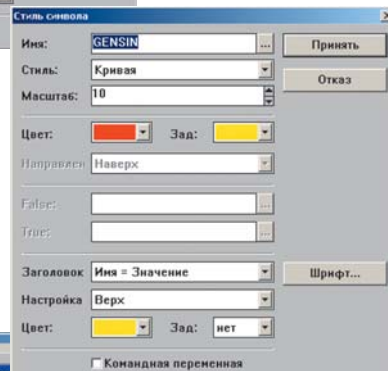 Стиль символа
Имя: GENSIN ... Принять
Стиль: Кривая
Отказ
Масштаб: 10
Цвет: Зад:
Направлен Наверх
False: ...
True: ...
Заголовок Имя = Значение Шрифт...
Настройка Верх
Цвет: Зад: нет
Командная переменная